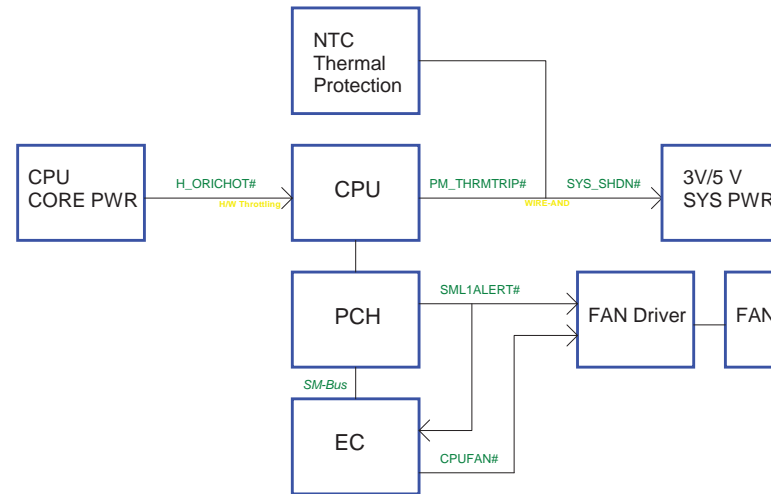 NTC
Thermal
Protection
CPU
CORE PWR
H_ORICHOT#
H/W Throttling
CPU
PM_THRMTRIP#
WIRE-AND
SYS_SHDN#
3V/5 V
SYS PWR
PCH
SML1ALERT#
FAN Driver
FAN
SM-Bus
EC
CPUFAN#